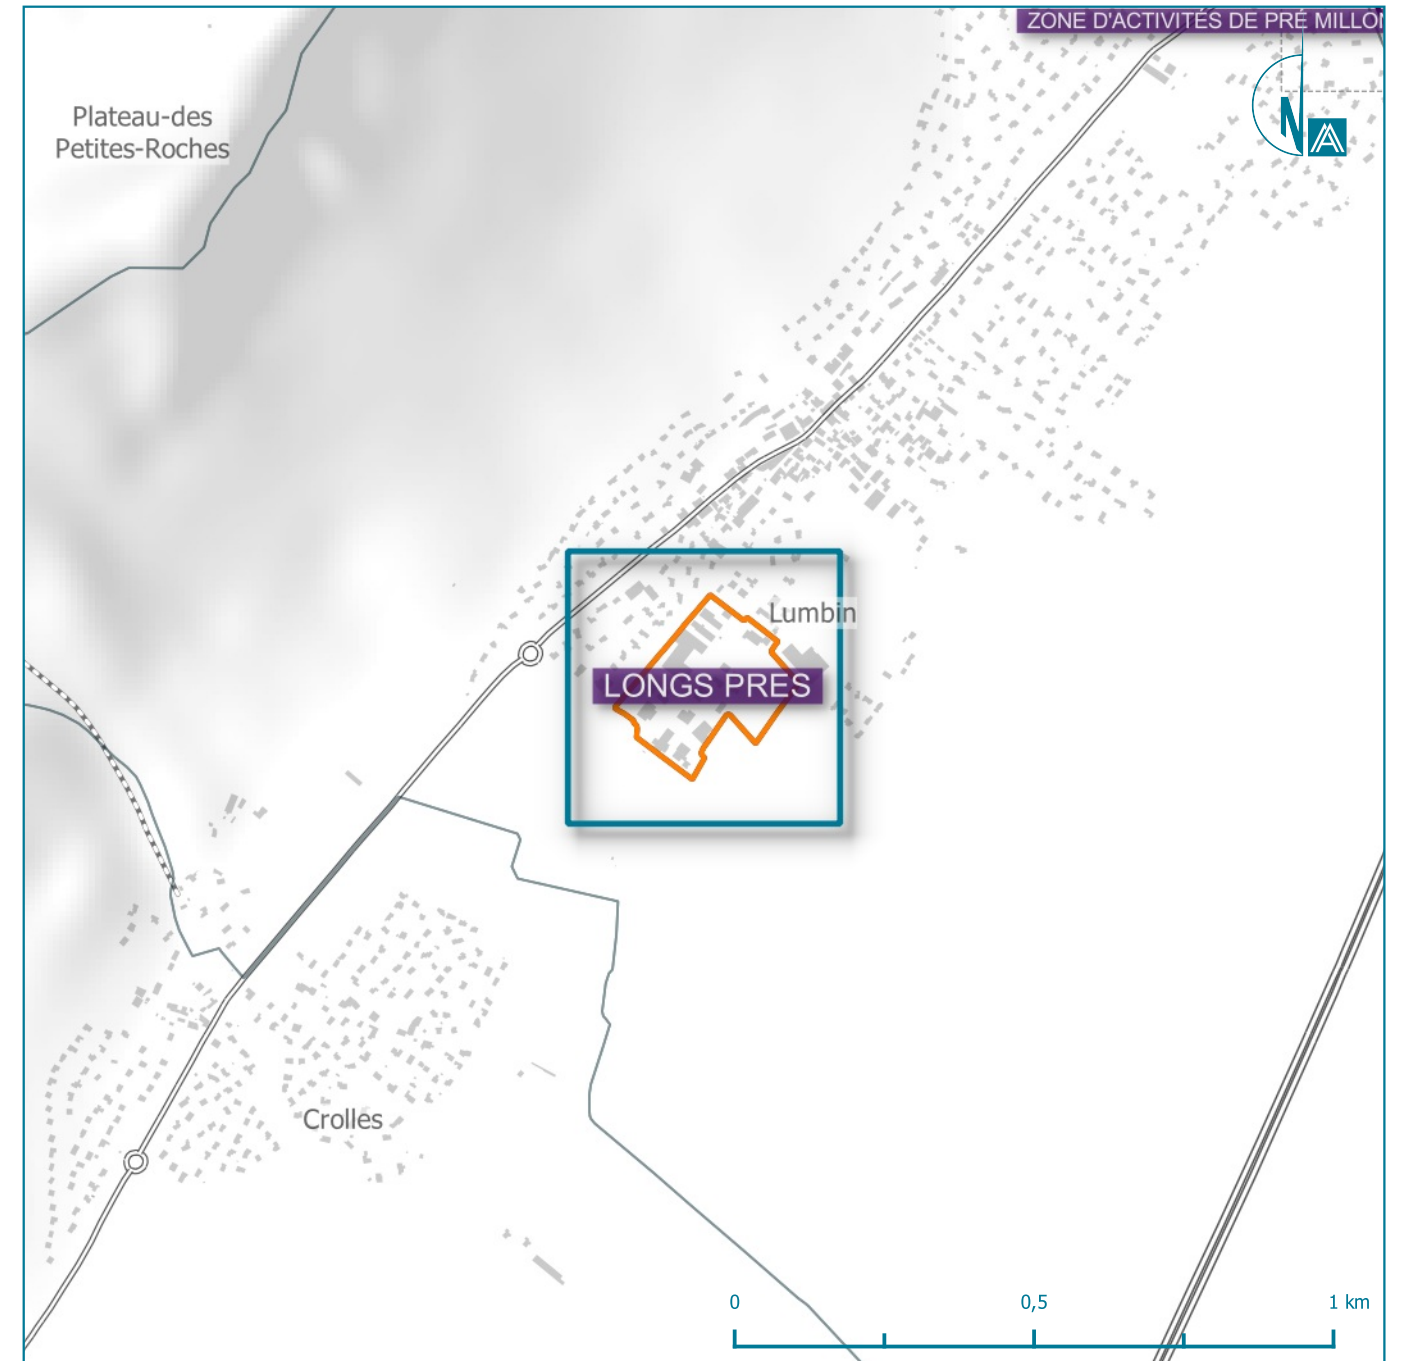 ZONE D'ACTIVITÉS DE PRÉ MILLON
Plateau-des
Petites-Roches
N
Lumbin
LONGS PRES
Crolles
0
0,5
1 km